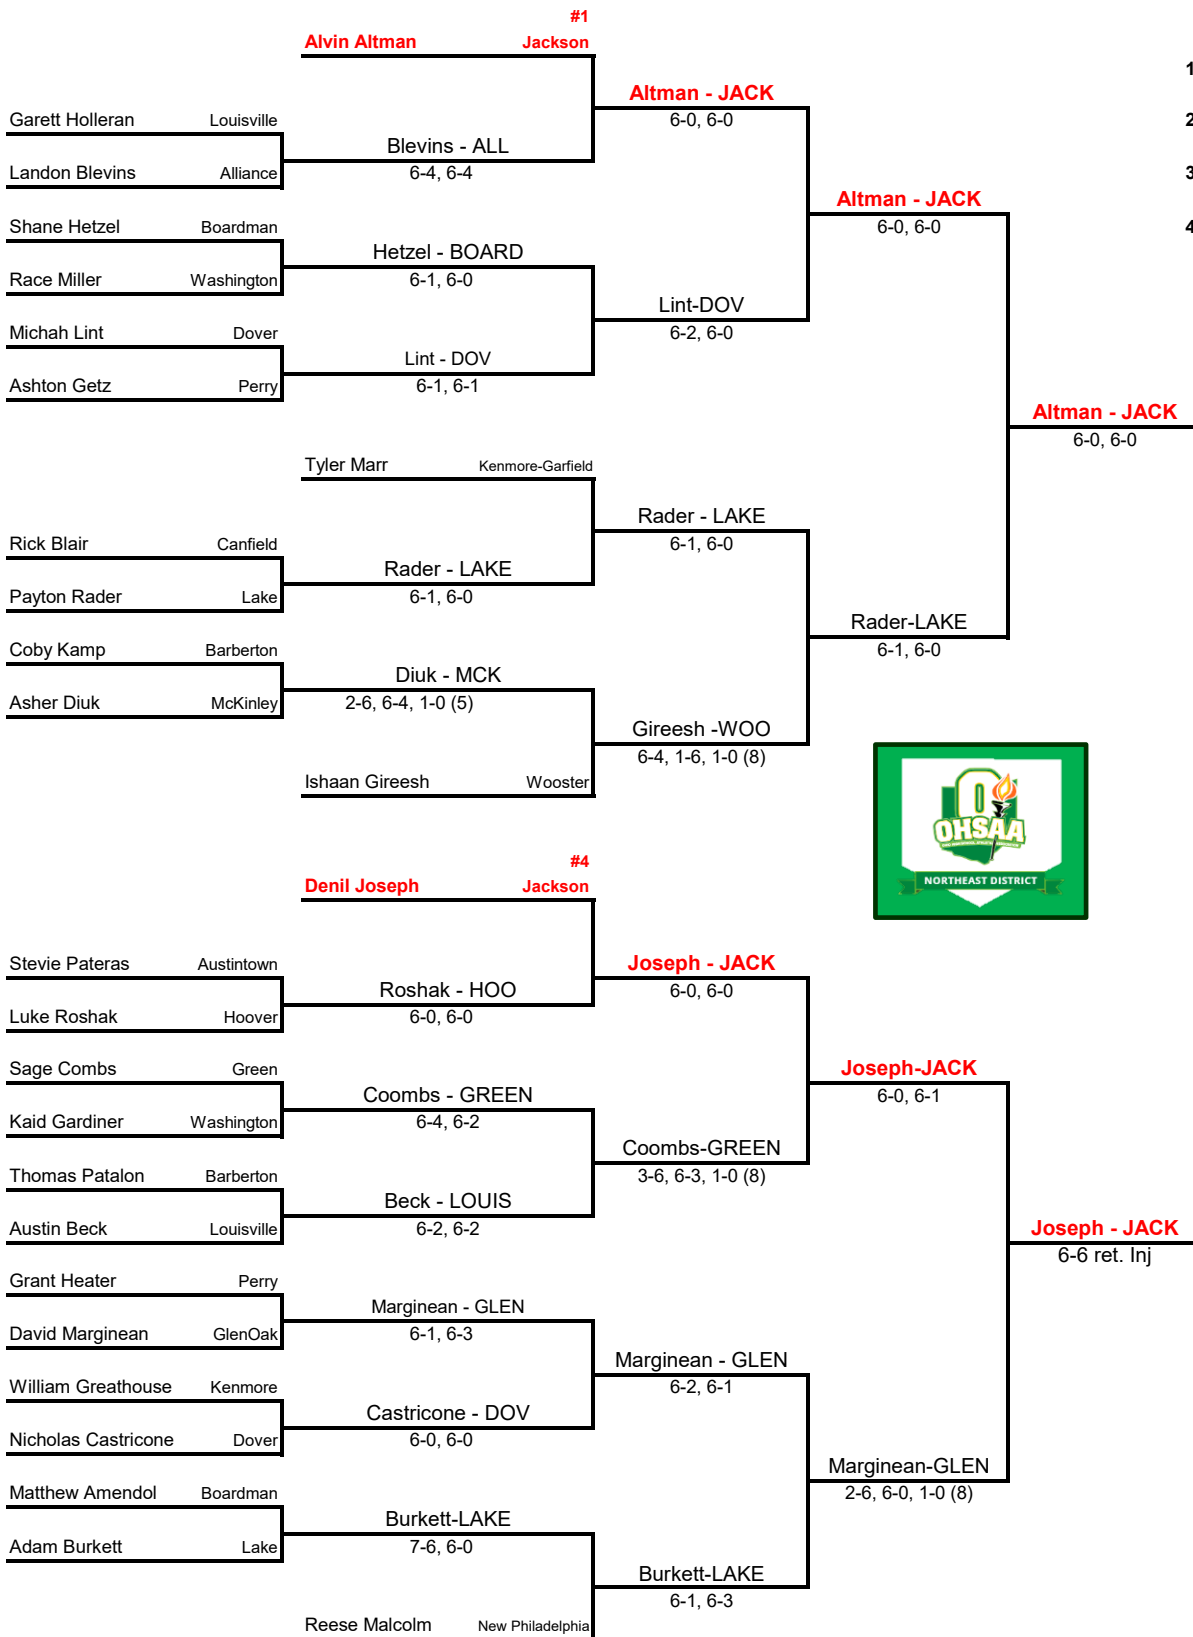 #1
Alvin Altman Jackson
1
Altman - JACK
6-0, 6-0
Garett Holleran Louisville
2
Blevins - ALL
6-4, 6-4
Landon Blevins Alliance
3
Altman - JACK
6-0, 6-0
Shane Hetzel Boardman
4
Hetzel - BOARD
6-1, 6-0
Race Miller Washington
Lint-DOV
6-2, 6-0
Michah Lint Dover
Lint - DOV
6-1, 6-1
Ashton Getz Perry
Altman - JACK
6-0, 6-0
Tyler Marr Kenmore-Garfield
Rader - LAKE
6-1, 6-0
Rick Blair Canfield
Rader - LAKE
6-1, 6-0
Payton Rader Lake
Rader-LAKE
6-1, 6-0
Coby Kamp Barberton
Diuk - MCK
2-6, 6-4, 1-0 (5)
Asher Diuk McKinley
Gireesh -WOO
6-4, 1-6, 1-0 (8)
Ishaan Gireesh Wooster
OHSAA
NORTHEAST DISTRICT
#4
Denil Joseph Jackson
Joseph - JACK
6-0, 6-0
Stevie Pateras Austintown
Roshak - HOO
6-0, 6-0
Luke Roshak Hoover
Joseph-JACK
6-0, 6-1
Sage Combs Green
Coombs - GREEN
6-4, 6-2
Kaid Gardiner Washington
Coombs-GREEN
3-6, 6-3, 1-0 (8)
Thomas Patalon Barberton
Beck - LOUIS
6-2, 6-2
Austin Beck Louisville
Joseph - JACK
6-6 ret. Inj
Grant Heater Perry
Marginean - GLEN
6-1, 6-3
David Marginean GlenOak
Marginean - GLEN
6-2, 6-1
William Greathouse Kenmore
Castricone - DOV
6-0, 6-0
Nicholas Castricone Dover
Marginean-GLEN
2-6, 6-0, 1-0 (8)
Matthew Amendol Boardman
Burkett-LAKE
7-6, 6-0
Adam Burkett Lake
Burkett-LAKE
6-1, 6-3
Reese Malcolm New Philadelphia